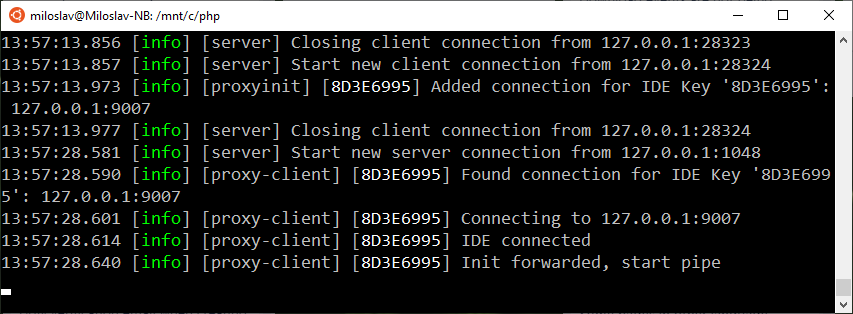 miloslav@Miloslav-NB: /mnt/c/php
13:57:13.856 [info] [server] Closing client connection from 127.0.0.1:28323
13:57:13.857 [info] [server] Start new client connection from 127.0.0.1:28324
13:57:13.973 [info] [proxyinit] [8D3E6995] Added connection for IDE Key '8D3E6995':
127.0.0.1:9007
13:57:13.977 [info] [server] Closing client connection from 127.0.0.1:28324
13:57:28.581 [info] [server] Start new server connection from 127.0.0.1:1048
13:57:28.590 [info] [proxy-client] [8D3E6995] Found connection for IDE Key '8D3E699
5': 127.0.0.1:9007
13:57:28.601 [info] [proxy-client] [8D3E6995] Connecting to 127.0.0.1:9007
13:57:28.614 [info] [proxy-client] [8D3E6995] IDE connected
13:57:28.640 [info] [proxy-client] [8D3E6995] Init forwarded, start pipe